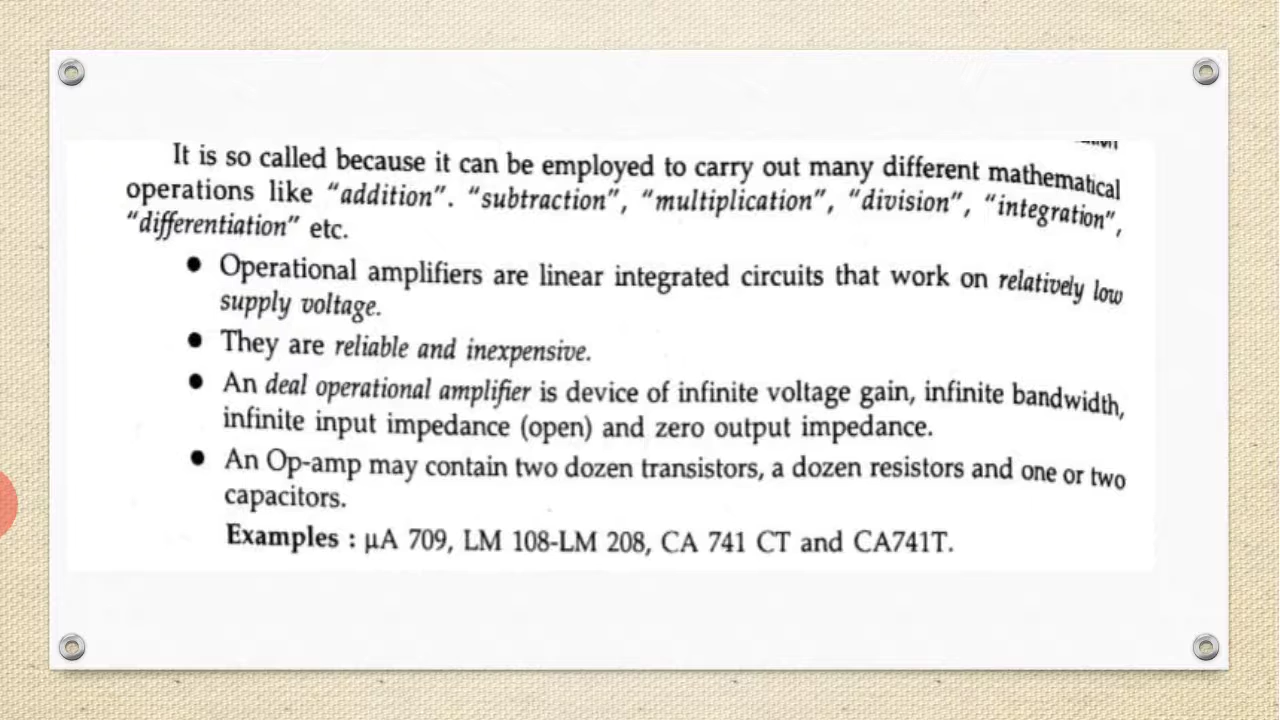 It is so called because it can be employed to carry out many different mathematical
operations like “addition”. “subtraction”, “multiplication”, “division”, “integration”,
“differentiation” etc.
● Operational amplifiers are linear integrated circuits that work on relatively low
supply voltage.
● They are reliable and inexpensive.
● An deal operational amplifier is device of infinite voltage gain, infinite bandwidth,
infinite input impedance (open) and zero output impedance.
● An Op-amp may contain two dozen transistors, a dozen resistors and one or two
capacitors.
Examples : µA 709, LM 108-LM 208, CA 741 CT and CA741T.